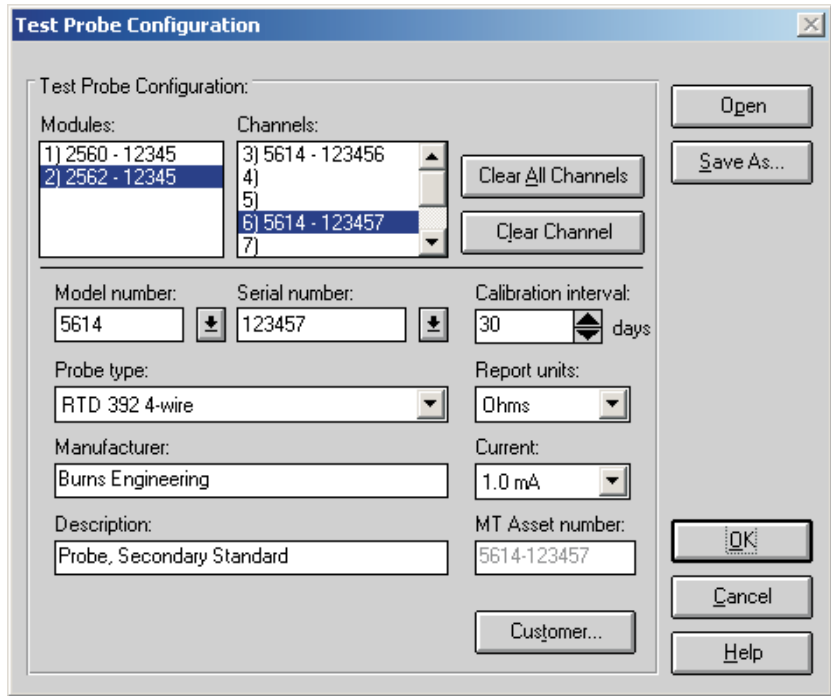 Test Probe Configuration
Test Probe Configuration:
Modules:
1) 2560 - 12345
2) 2562 - 12345
Channels:
3) 5614 - 123456
4)
5)
6) 5614 - 123457
7)
Clear All Channels
Clear Channel
Open
Save As...
Model number:
5614
Serial number:
123457
Calibration interval:
30 days
Probe type:
RTD 392 4-wire
Report units:
Ohms
Manufacturer:
Burns Engineering
Current:
1.0 mA
Description:
Probe, Secondary Standard
MT Asset number:
5614-123457
Customer...
OK
Cancel
Help